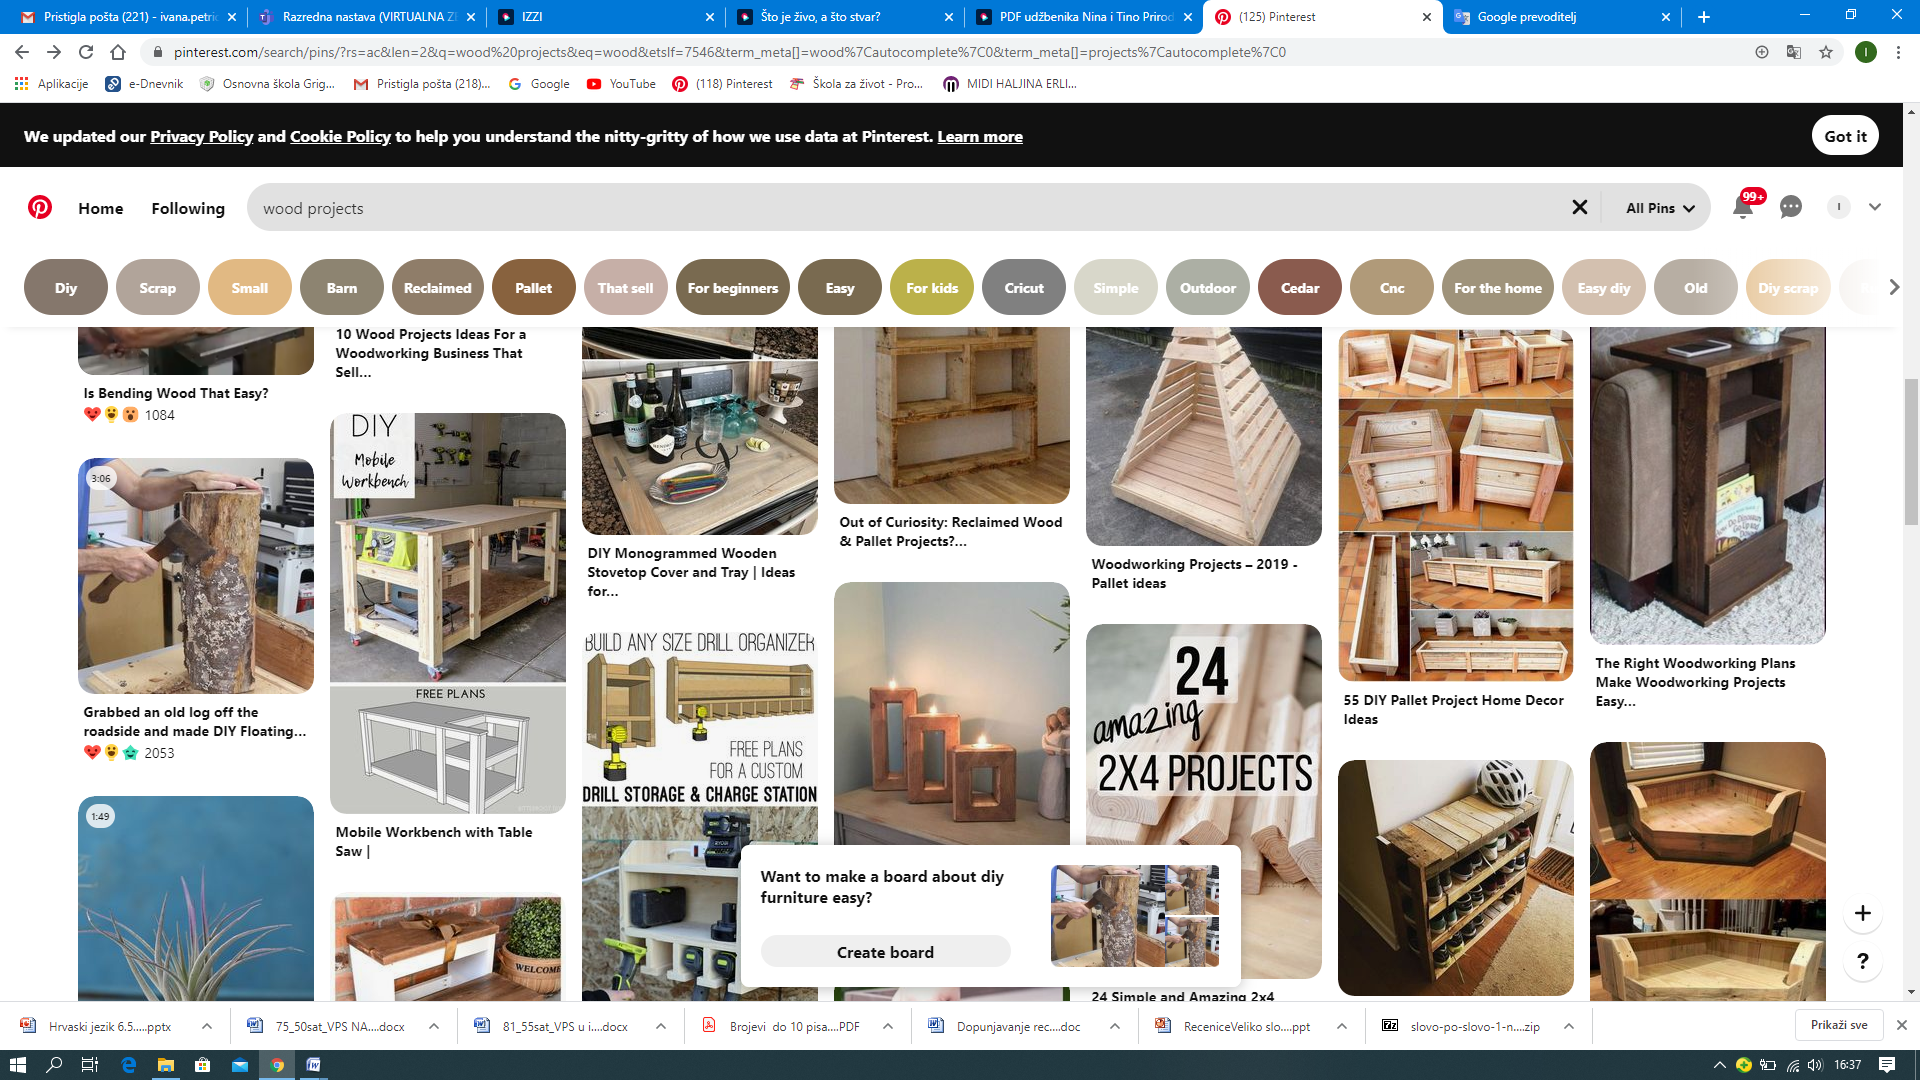 Pristigla pošta (221) - ivana.petri
Razredna nastava (VIRTUALNA Z
IZZI
Što je živo, a što stvar?
PDF udžbenika Nina i Tino Prirod
(125) Pinterest
Google prevoditelj
pinterest.com/search/pins/?rs=ac&len=2&q=wood%20projects&eq=wood&etslf=7546&term_meta[]=wood%7Cautocomplete%7C0&term_meta[]=projects%7Cautocomplete%7C0
I
Aplikacije
e-Dnevnik
Osnovna škola Grig...
Pristigla pošta (218)...
Google
YouTube
(118) Pinterest
Škola za život - Pro...
MIDI HALJINA ERLI...
We updated our Privacy Policy and Cookie Policy to help you understand the nitty-gritty of how we use data at Pinterest. Learn more
Got it
Home
Following
wood projects
All Pins
99+
I
Diy
Scrap
Small
Barn
Reclaimed
Pallet
That sell
For beginners
Easy
For kids
Cricut
Simple
Outdoor
Cedar
Cnc
For the home
Easy diy
Old
Diy scrap
Is Bending Wood That Easy?
1084
3:06
Grabbed an old log off the
roadside and made DIY Floating...
2053
1:49
10 Wood Projects Ideas For a
Woodworking Business That
Sell...
DIY
Mobile
Workbench
FREE PLANS
Mobile Workbench with Table
Saw |
WELCOME
DIY Monogrammed Wooden
Stovetop Cover and Tray | Ideas
for...
BUILD ANY SIZE DRILL ORGANIZER
FREE PLANS
FOR A CUSTOM
DRILL STORAGE & CHARGE STATION
RYOBI
Out of Curiosity: Reclaimed Wood
& Pallet Projects?...
Woodworking Projects – 2019 -
Pallet ideas
24
amazing
2X4 PROJECTS
24 Simple and Amazing 2x4
55 DIY Pallet Project Home Decor
Ideas
The Right Woodworking Plans
Make Woodworking Projects
Easy...
Want to make a board about diy
furniture easy?
Create board
+
?
Hrvaski jezik 6.5.....pptx
75_50sat_VPS NA....docx
81_55sat_VPS u i....docx
Brojevi do 10 pisa....PDF
Dopunjavanje rec....doc
ReceniceVeliko slo....ppt
slovo-po-slovo-1-n....zip
Prikaži sve
16:37